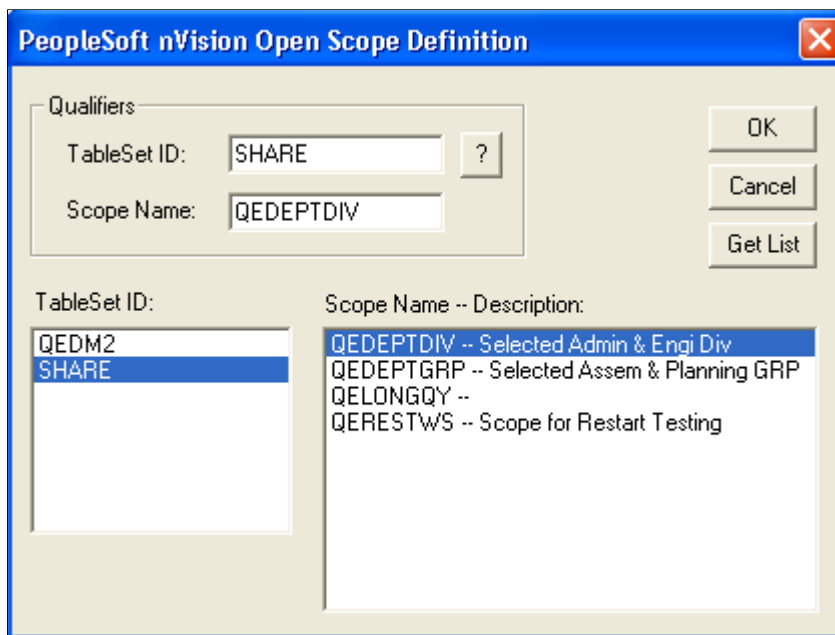 PeopleSoft nVision Open Scope Definition
Qualifiers
TableSet ID: SHARE ?
Scope Name: QEDEPTDIV
OK
Cancel
Get List
TableSet ID:
QEDM2
SHARE
Scope Name -- Description:
QEDEPTDIV -- Selected Admin & Engi Div
QEDEPTGRP -- Selected Assem & Planning GRP
QELONGQY --
QERESTWS -- Scope for Restart Testing